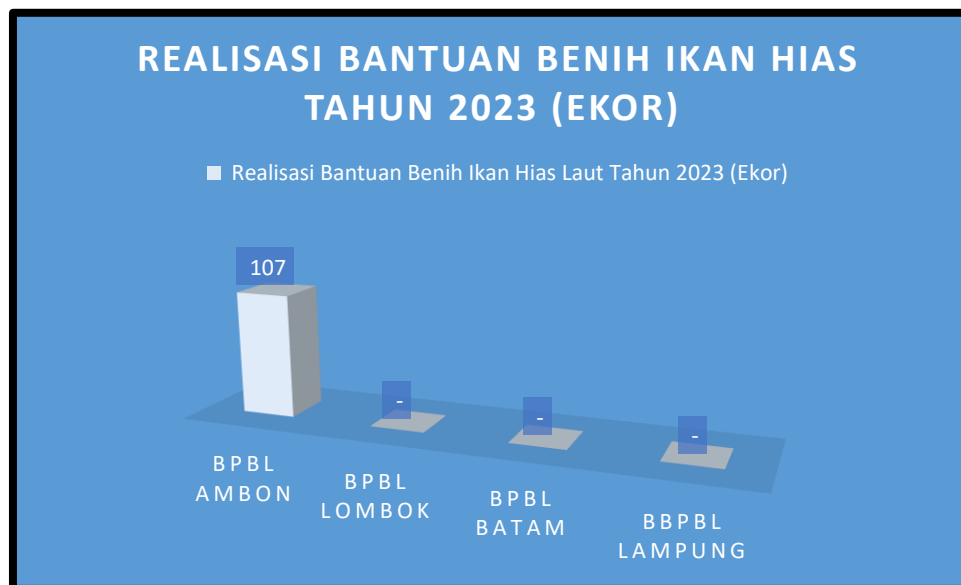 REALISASI BANTUAN BENIH IKAN HIAS
TAHUN 2023 (EKOR)
Realisasi Bantuan Benih Ikan Hias Laut Tahun 2023 (Ekor)
107
-
-
-
BPBL
AMBON
BPBL
LOMBOK
BPBL
BATAM
BBPBL
LAMPUNG